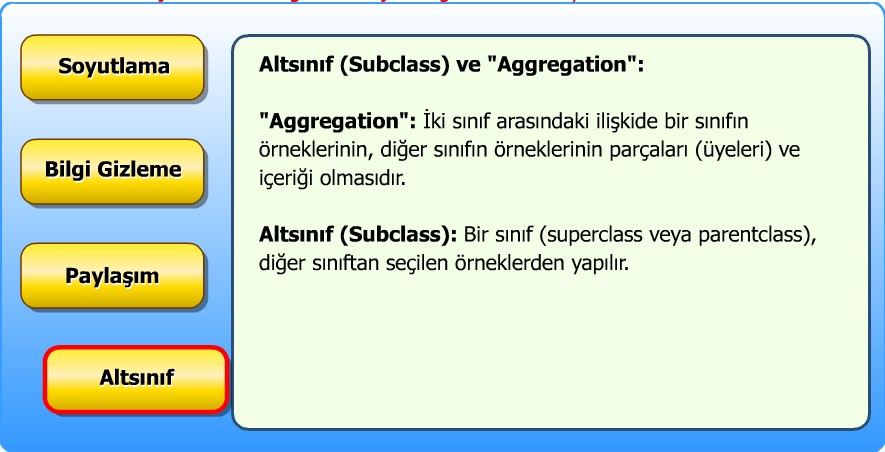 Soyutlama
Bilgi Gizleme
Paylaşım
Altsınıf
Altsınıf (Subclass) ve "Aggregation":
"Aggregation": İki sınıf arasındaki ilişkide bir sınıfın
örneklerinin, diğer sınıfın örneklerinin parçaları (üyeleri) ve
içeriği olmasıdır.
Altsınıf (Subclass): Bir sınıf (superclass veya parentclass),
diğer sınıftan seçilen örneklerden yapılır.